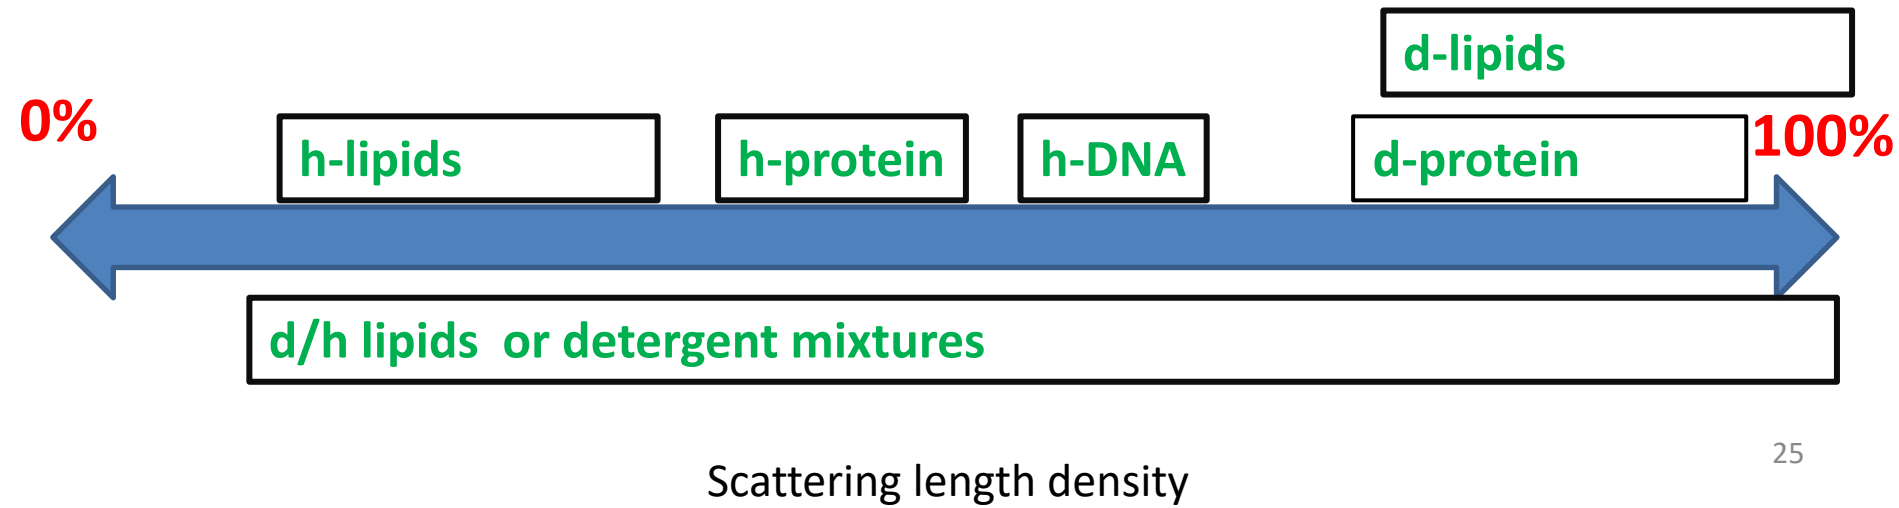 d-lipids
0%
100%
h-lipids
h-protein
h-DNA
d-protein
d/h lipids or detergent mixtures
25
Scattering length density